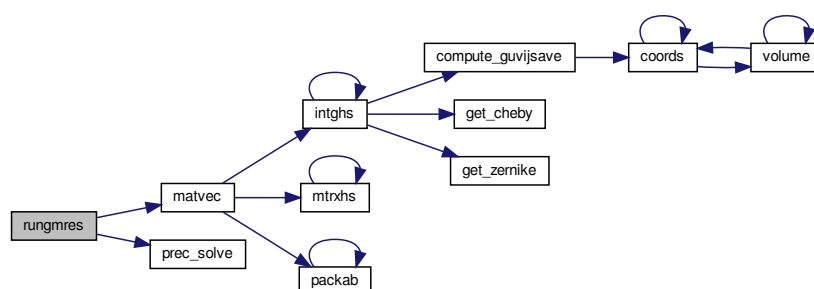 rungmres
matvec
prec_solve
intghs
mtrxhs
packab
compute_guvijsave
get_cheby
get_zernike
coords
volume